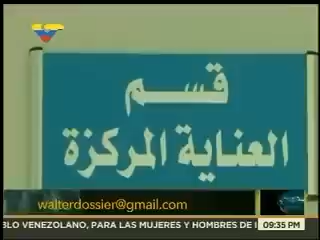 قسم
العناية المركزة
walterdossier@gmail.com
BLO VENEZOLANO, PARA LAS MUJERES Y HOMBRES DE
09:35 PM